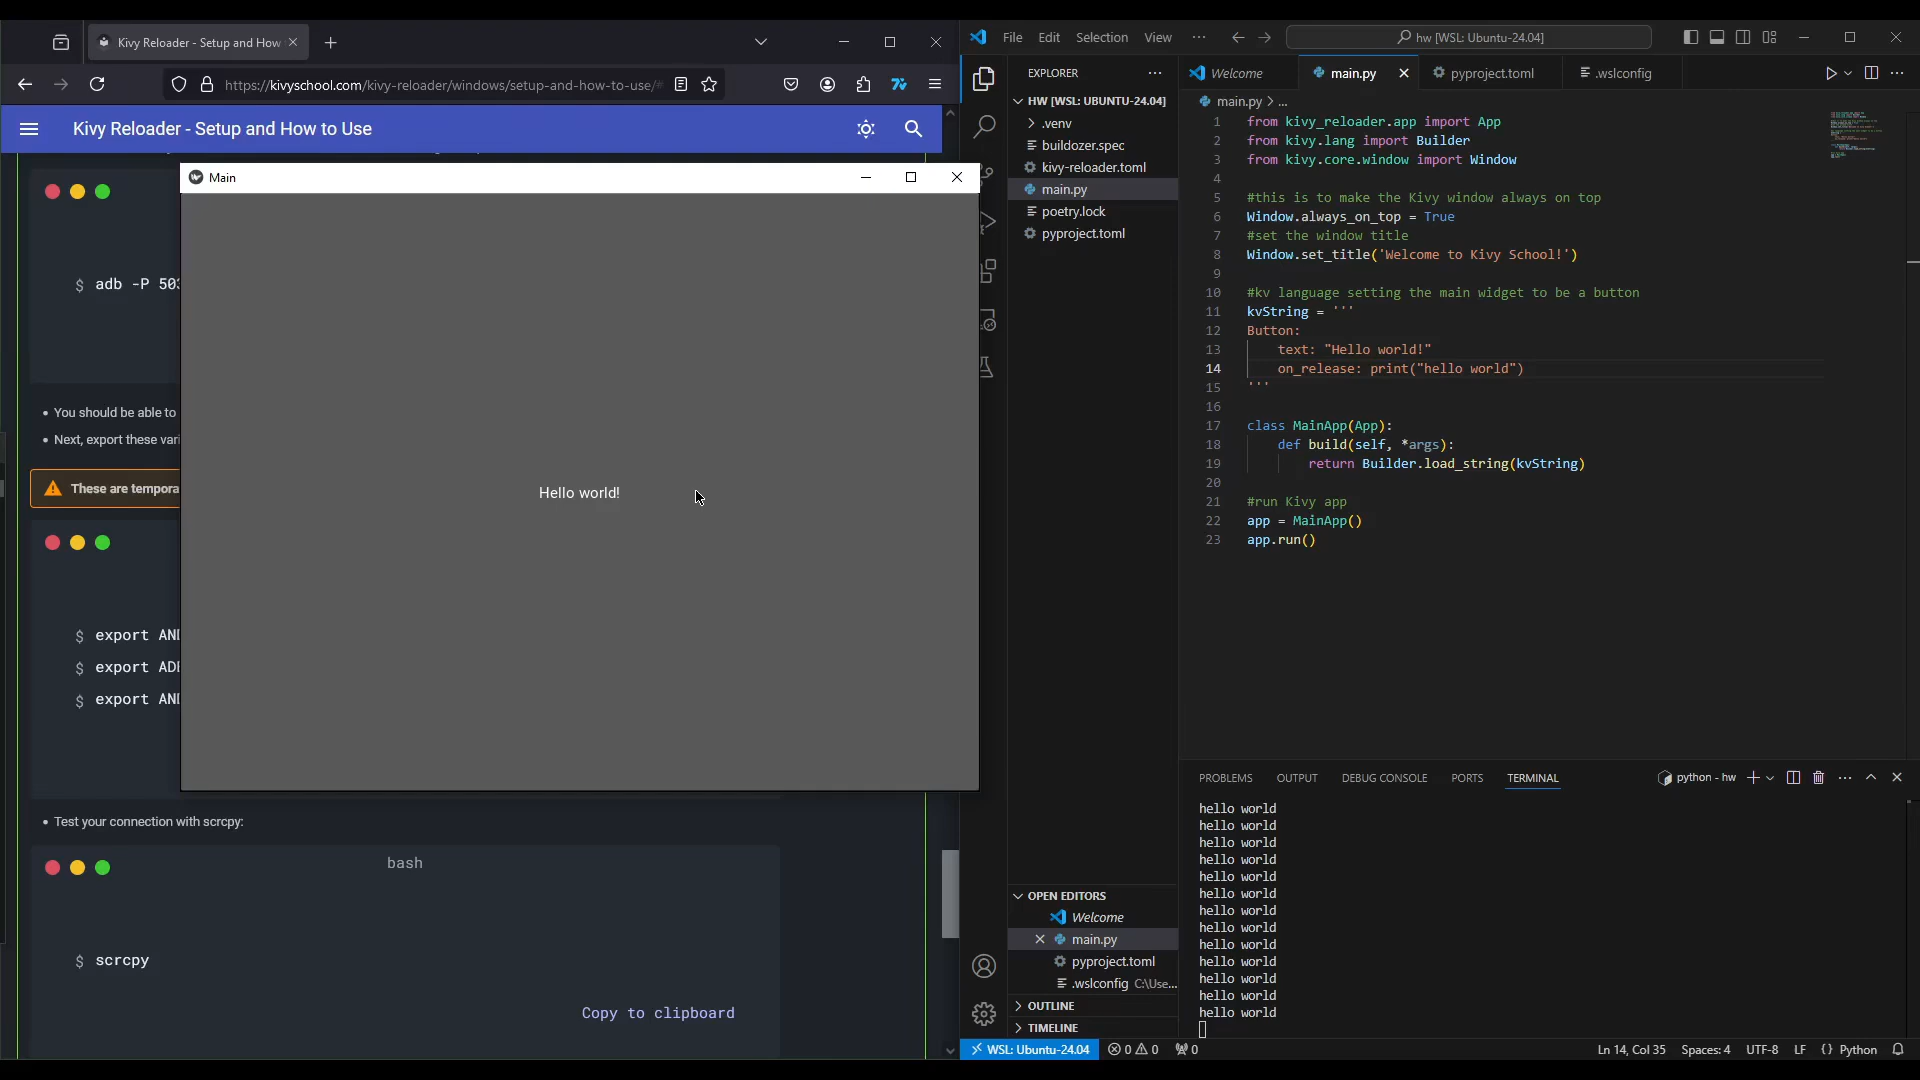 Kivy Reloader - Setup and How
https://kivyschool.com/kivy-reloader/windows/setup-and-how-to-use/#
Kivy Reloader - Setup and How to Use
$ adb -P 503
• You should be able to
• Next, export these vari
These are tempora
$ export AND
$ export ADB
$ export AND
• Test your connection with scrcpy:
bash
$ scrcpy
Copy to clipboard
Main
Hello world!
File Edit Selection View ···
hw [WSL: Ubuntu-24.04]
EXPLORER
HW [WSL: UBUNTU-24.04]
.venv
buildozer.spec
kivy-reloader.toml
main.py
poetry.lock
pyproject.toml
OPEN EDITORS
Welcome
main.py
pyproject.toml
.wslconfig C:\Use...
OUTLINE
TIMELINE
Welcome main.py pyproject.toml .wslconfig
main.py > ...
1 from kivy_reloader.app import App
2 from kivy.lang import Builder
3 from kivy.core.window import Window
4
5 #this is to make the Kivy window always on top
6 Window.always_on_top = True
7 #set the window title
8 Window.set_title('Welcome to Kivy School!')
9
10 #kv language setting the main widget to be a button
11 kvString = '''
12 Button:
13     text: "Hello world!"
14     on_release: print("hello world")
15 '''
16
17 class MainApp(App):
18     def build(self, *args):
19         return Builder.load_string(kvString)
20
21 #run Kivy app
22 app = MainApp()
23 app.run()
PROBLEMS OUTPUT DEBUG CONSOLE PORTS TERMINAL
python - hw
hello world
hello world
hello world
hello world
hello world
hello world
hello world
hello world
hello world
hello world
hello world
hello world
hello world
WSL: Ubuntu-24.04 0 0 0
Ln 14, Col 35 Spaces: 4 UTF-8 LF {} Python